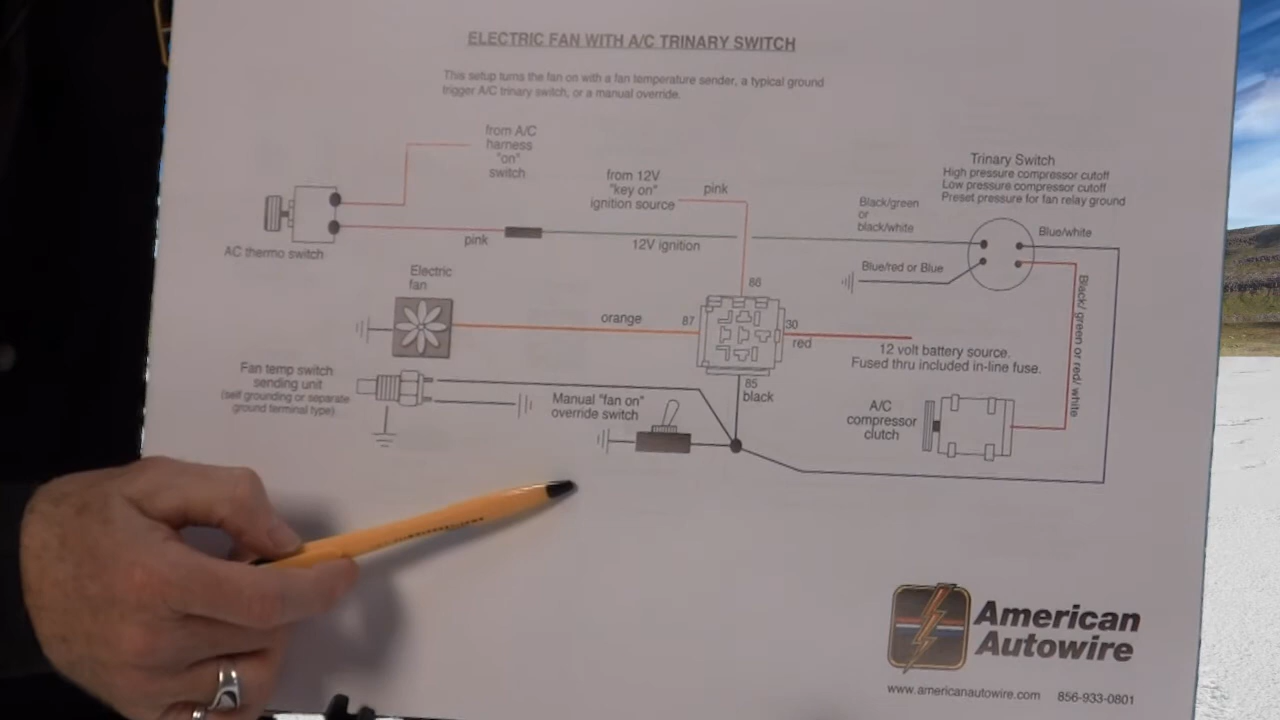 ELECTRIC FAN WITH A/C TRINARY SWITCH
This setup turns the fan on with a fan temperature sender, a typical ground
trigger A/C trinary switch, or a manual override.
from A/C
harness
"on"
switch
from 12V
"key on"
ignition source
pink
Trinary Switch
High pressure compressor cutoff
Low pressure compressor cutoff
Preset pressure for fan relay ground
Black/green
or
black/white
Blue/white
AC thermo switch
pink
12V ignition
Blue/red or Blue
Electric
fan
86
orange
87
30
red
Black/ green or red/ white
12 volt battery source.
Fused thru included in-line fuse.
Fan temp switch
sending unit
(self grounding or separate
ground terminal type)
Manual "fan on"
override switch
85
black
A/C
compressor
clutch
American
Autowire
www.americanautowire.com 856-933-0801